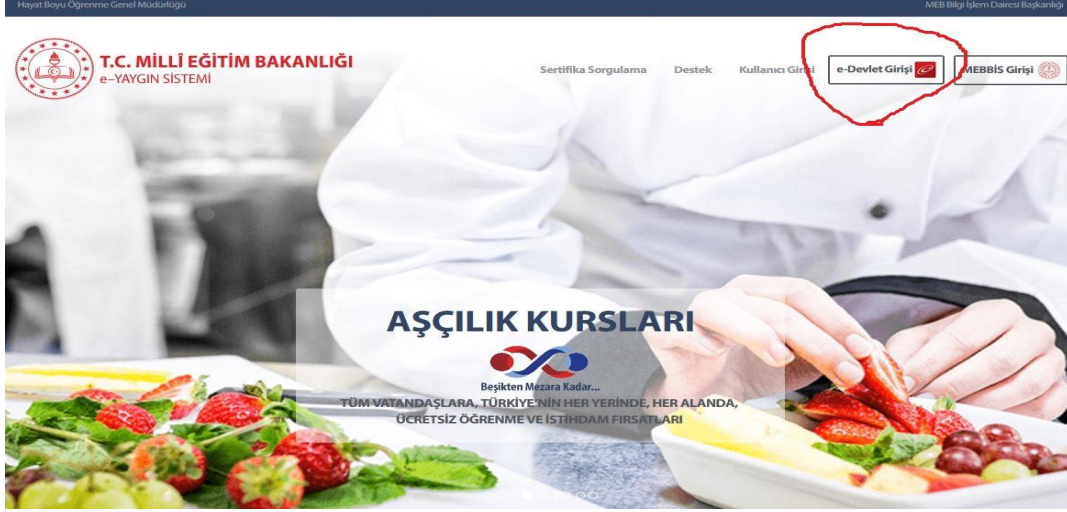 Hayat Boyu Öğrenme Genel Müdürlüğü
MEB Bilgi İşlem Dairesi Başkanlığı
T.C. MİLLÎ EĞİTİM BAKANLIĞI
e-YAYGIN SİSTEMİ
Sertifika Sorgulama
Destek
Kullanıcı Girişi
e-Devlet Girişi
MEBBİS Girişi
AŞÇILIK KURSLARI
Beşikten Mezara Kadar...
TÜM VATANDAŞLARA, TÜRKİYE'NİN HER YERİNDE, HER ALANDA,
ÜCRETSİZ ÖĞRENME VE İSTİHDAM FIRSATLARI